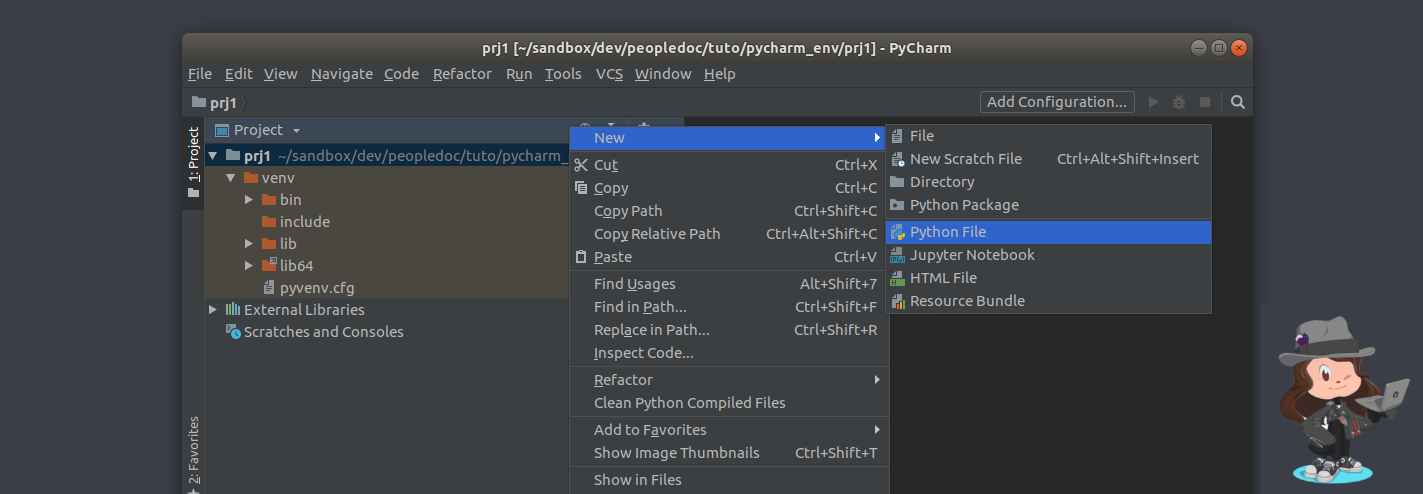 prj1 [~/sandbox/dev/peopledoc/tuto/pycharm_env/prj1] - PyCharm
File Edit View Navigate Code Refactor Run Tools VCS Window Help
prj1
Add Configuration...
1: Project
Project
prj1 ~/sandbox/dev/peopledoc/tuto/pycharm_
venv
bin
include
lib
lib64
pyvenv.cfg
External Libraries
Scratches and Consoles
2: Favorites
New
Cut Ctrl+X
Copy Ctrl+C
Copy Path Ctrl+Shift+C
Copy Relative Path Ctrl+Alt+Shift+C
Paste Ctrl+V
Find Usages Alt+Shift+7
Find in Path... Ctrl+Shift+F
Replace in Path... Ctrl+Shift+R
Inspect Code...
Refactor
Clean Python Compiled Files
Add to Favorites
Show Image Thumbnails Ctrl+Shift+T
Show in Files
File
New Scratch File Ctrl+Alt+Shift+Insert
Directory
Python Package
Python File
Jupyter Notebook
HTML File
Resource Bundle